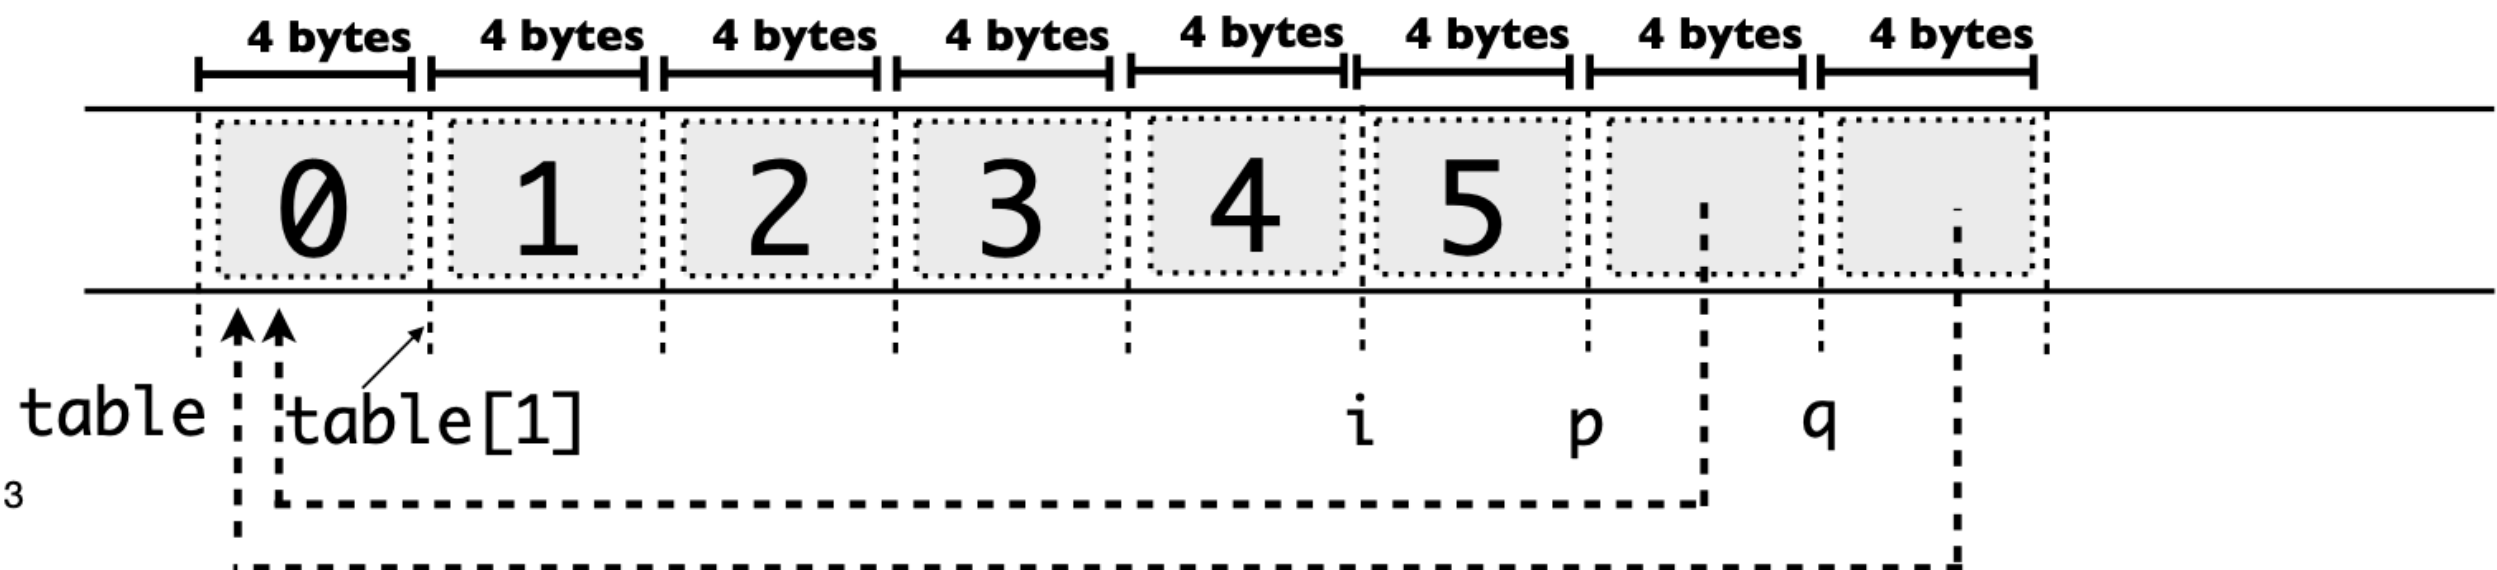 4 bytes 4 bytes 4 bytes 4 bytes 4 bytes 4 bytes 4 bytes 4 bytes
0 1 2 3 4 5
table table[1] i p q
3